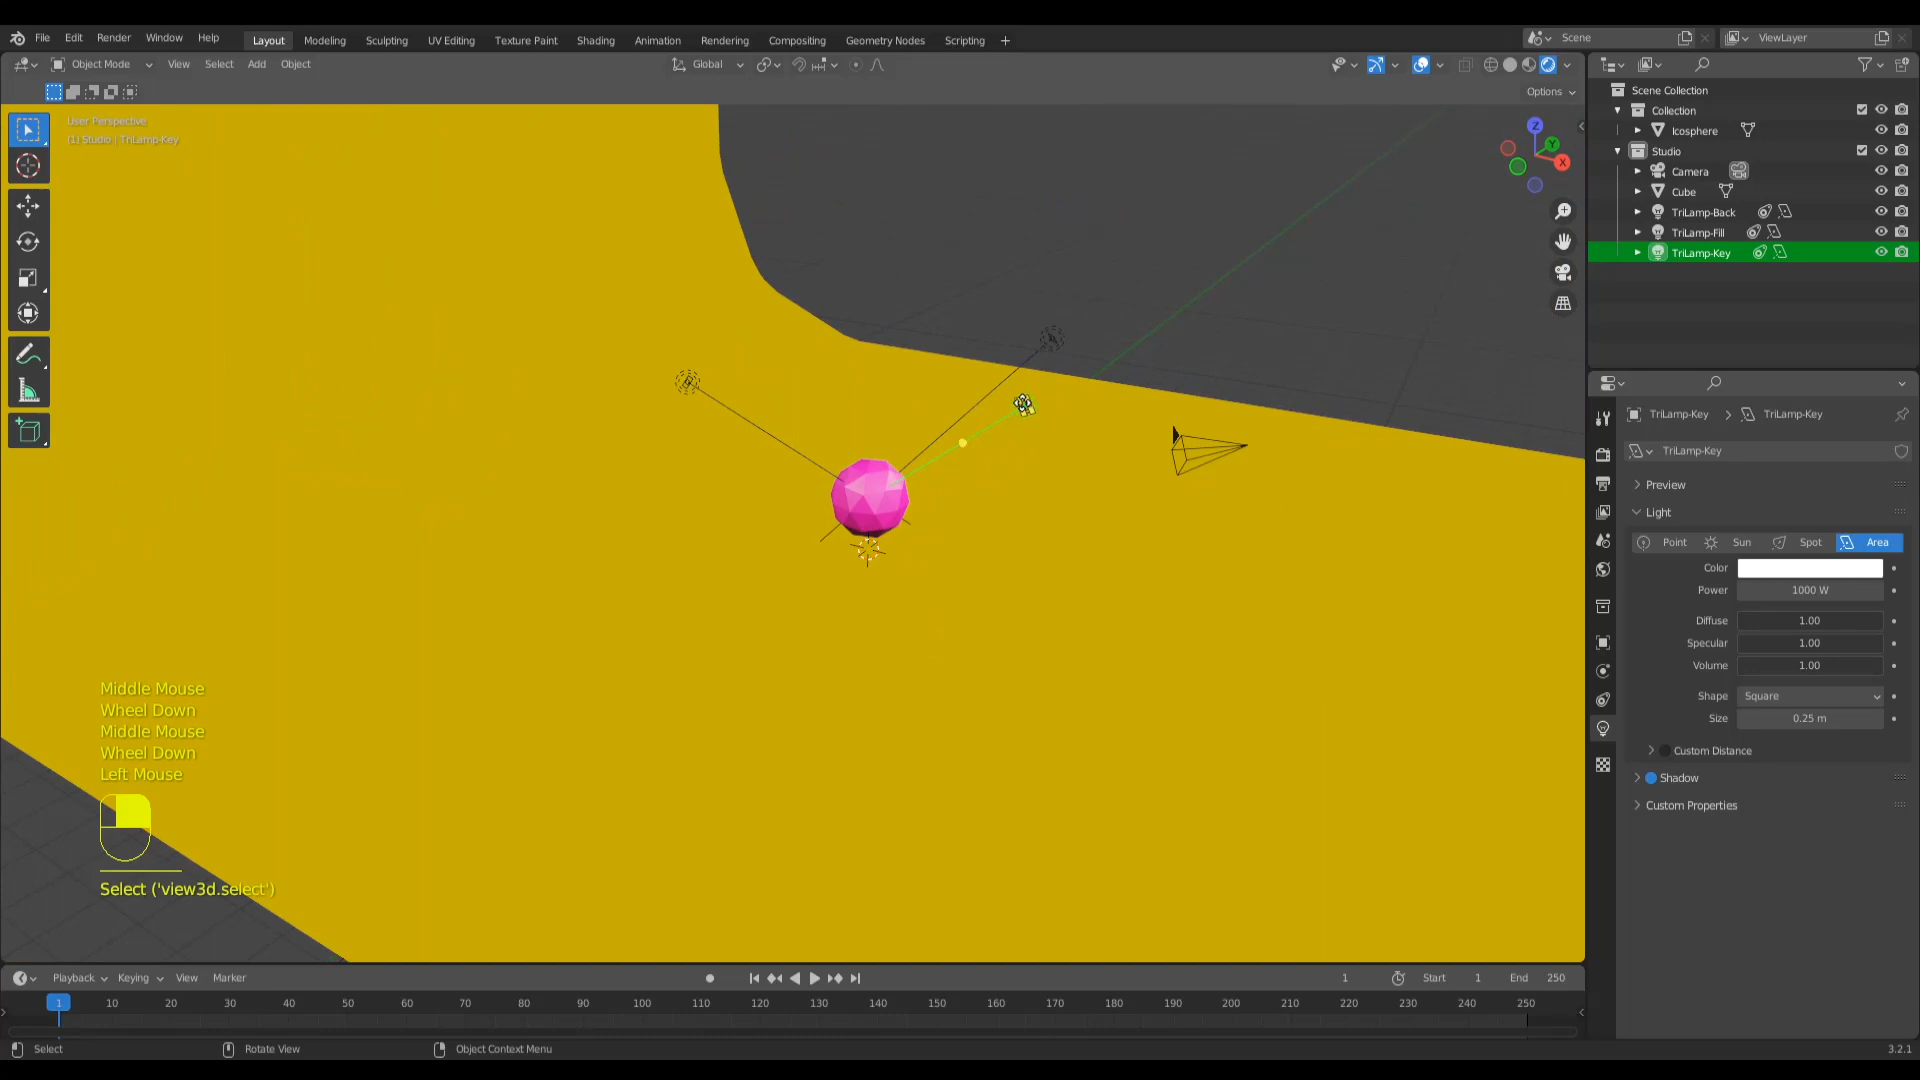 File Edit Render Window Help
Layout Modeling Sculpting UV Editing Texture Paint Shading Animation Rendering Compositing Geometry Nodes Scripting +
Scene
ViewLayer
Object Mode View Select Add Object
Global
Options
User Perspective
(1) Studio | TriLamp-Key
Z
Y
X
Scene Collection
Collection
Icosphere
Studio
Camera
Cube
TriLamp-Back
TriLamp-Fill
TriLamp-Key
TriLamp-Key > TriLamp-Key
TriLamp-Key
Preview
Light
Point Sun Spot Area
Color
Power 1000 W
Diffuse 1.00
Specular 1.00
Volume 1.00
Shape Square
Size 0.25 m
Custom Distance
Shadow
Custom Properties
Middle Mouse
Wheel Down
Middle Mouse
Wheel Down
Left Mouse
Select ('view3d.select')
Playback Keying View Marker
1 Start 1 End 250
1 10 20 30 40 50 60 70 80 90 100 110 120 130 140 150 160 170 180 190 200 210 220 230 240 250
Select Rotate View Object Context Menu
3.2.1